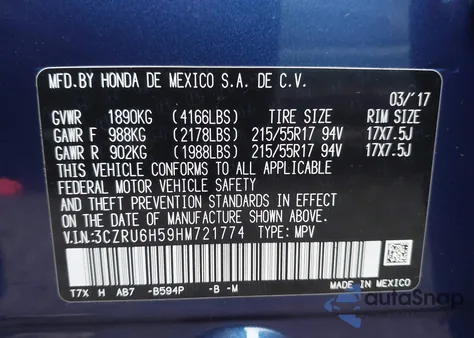 MFD.BY HONDA DE MEXICO S.A. DE C.V.
03/'17
GVWR 1890KG (4166LBS) TIRE SIZE RIM SIZE
GAWR F 988KG (2178LBS) 215/55R17 94V 17X7.5J
GAWR R 902KG (1988LBS) 215/55R17 94V 17X7.5J
THIS VEHICLE CONFORMS TO ALL APPLICABLE
FEDERAL MOTOR VEHICLE SAFETY
AND THEFT PREVENTION STANDARDS IN EFFECT
ON THE DATE OF MANUFACTURE SHOWN ABOVE.
V.I.N.:3CZRU6H59HM721774 TYPE: MPV
T7X H AB7 -B594P -B -M MADE IN MEXICO
autoSnap